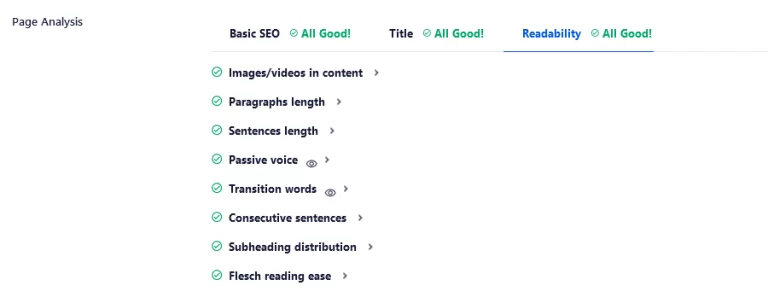 Page Analysis
Basic SEO All Good! Title All Good! Readability All Good!
Images/videos in content
Paragraphs length
Sentences length
Passive voice
Transition words
Consecutive sentences
Subheading distribution
Flesch reading ease